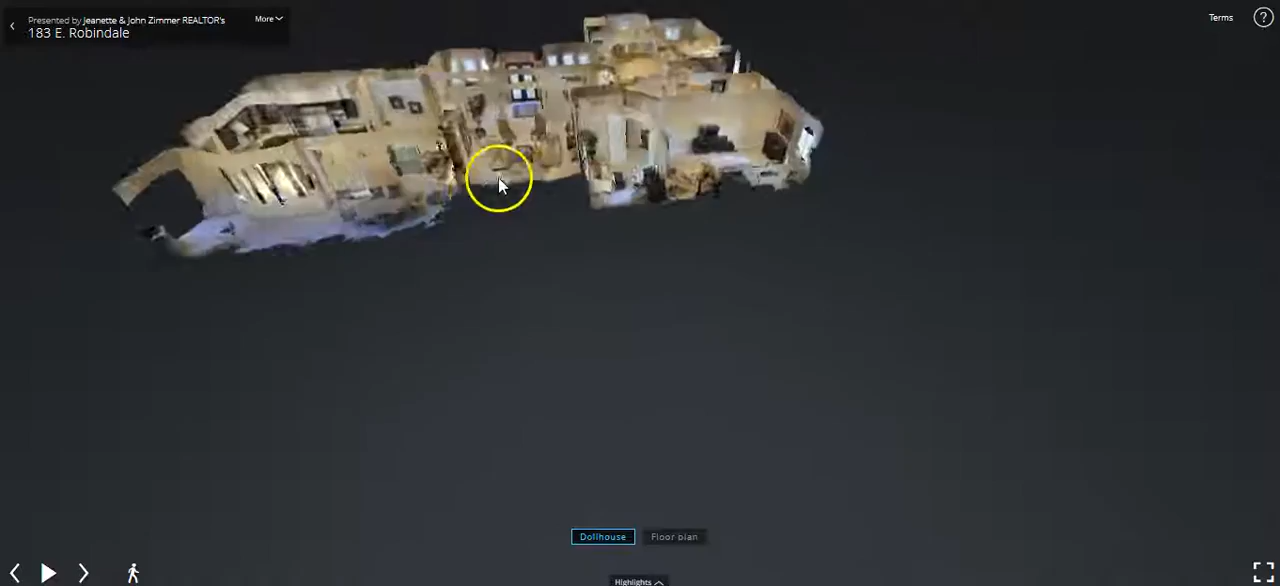 Presented by Jeanette & John Zimmer REALTOR's
More
183 E. Robindale
Terms
?
Dollhouse
Floor plan
Highlights